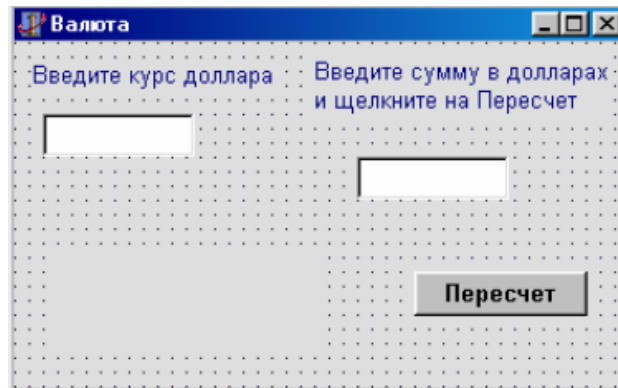 Валюта
Введите курс доллара
Введите сумму в долларах
и щелкните на Пересчет
Пересчет